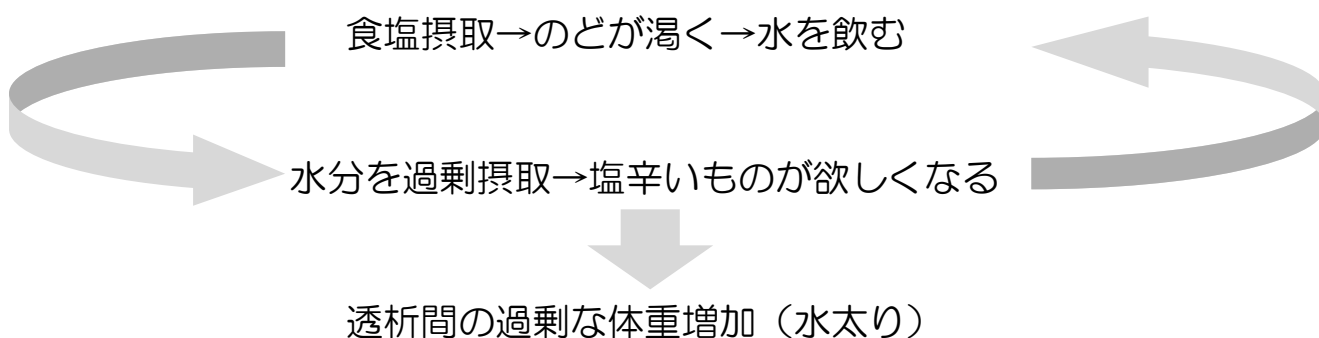 食塩摂取→のどが渇く→水を飲む
水分を過剰摂取→塩辛いものが欲しくなる
透析間の過剰な体重増加（水太り）